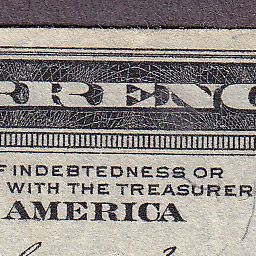 RRENC
F INDEBTEDNESS OR
WITH THE TREASURER
AMERICA